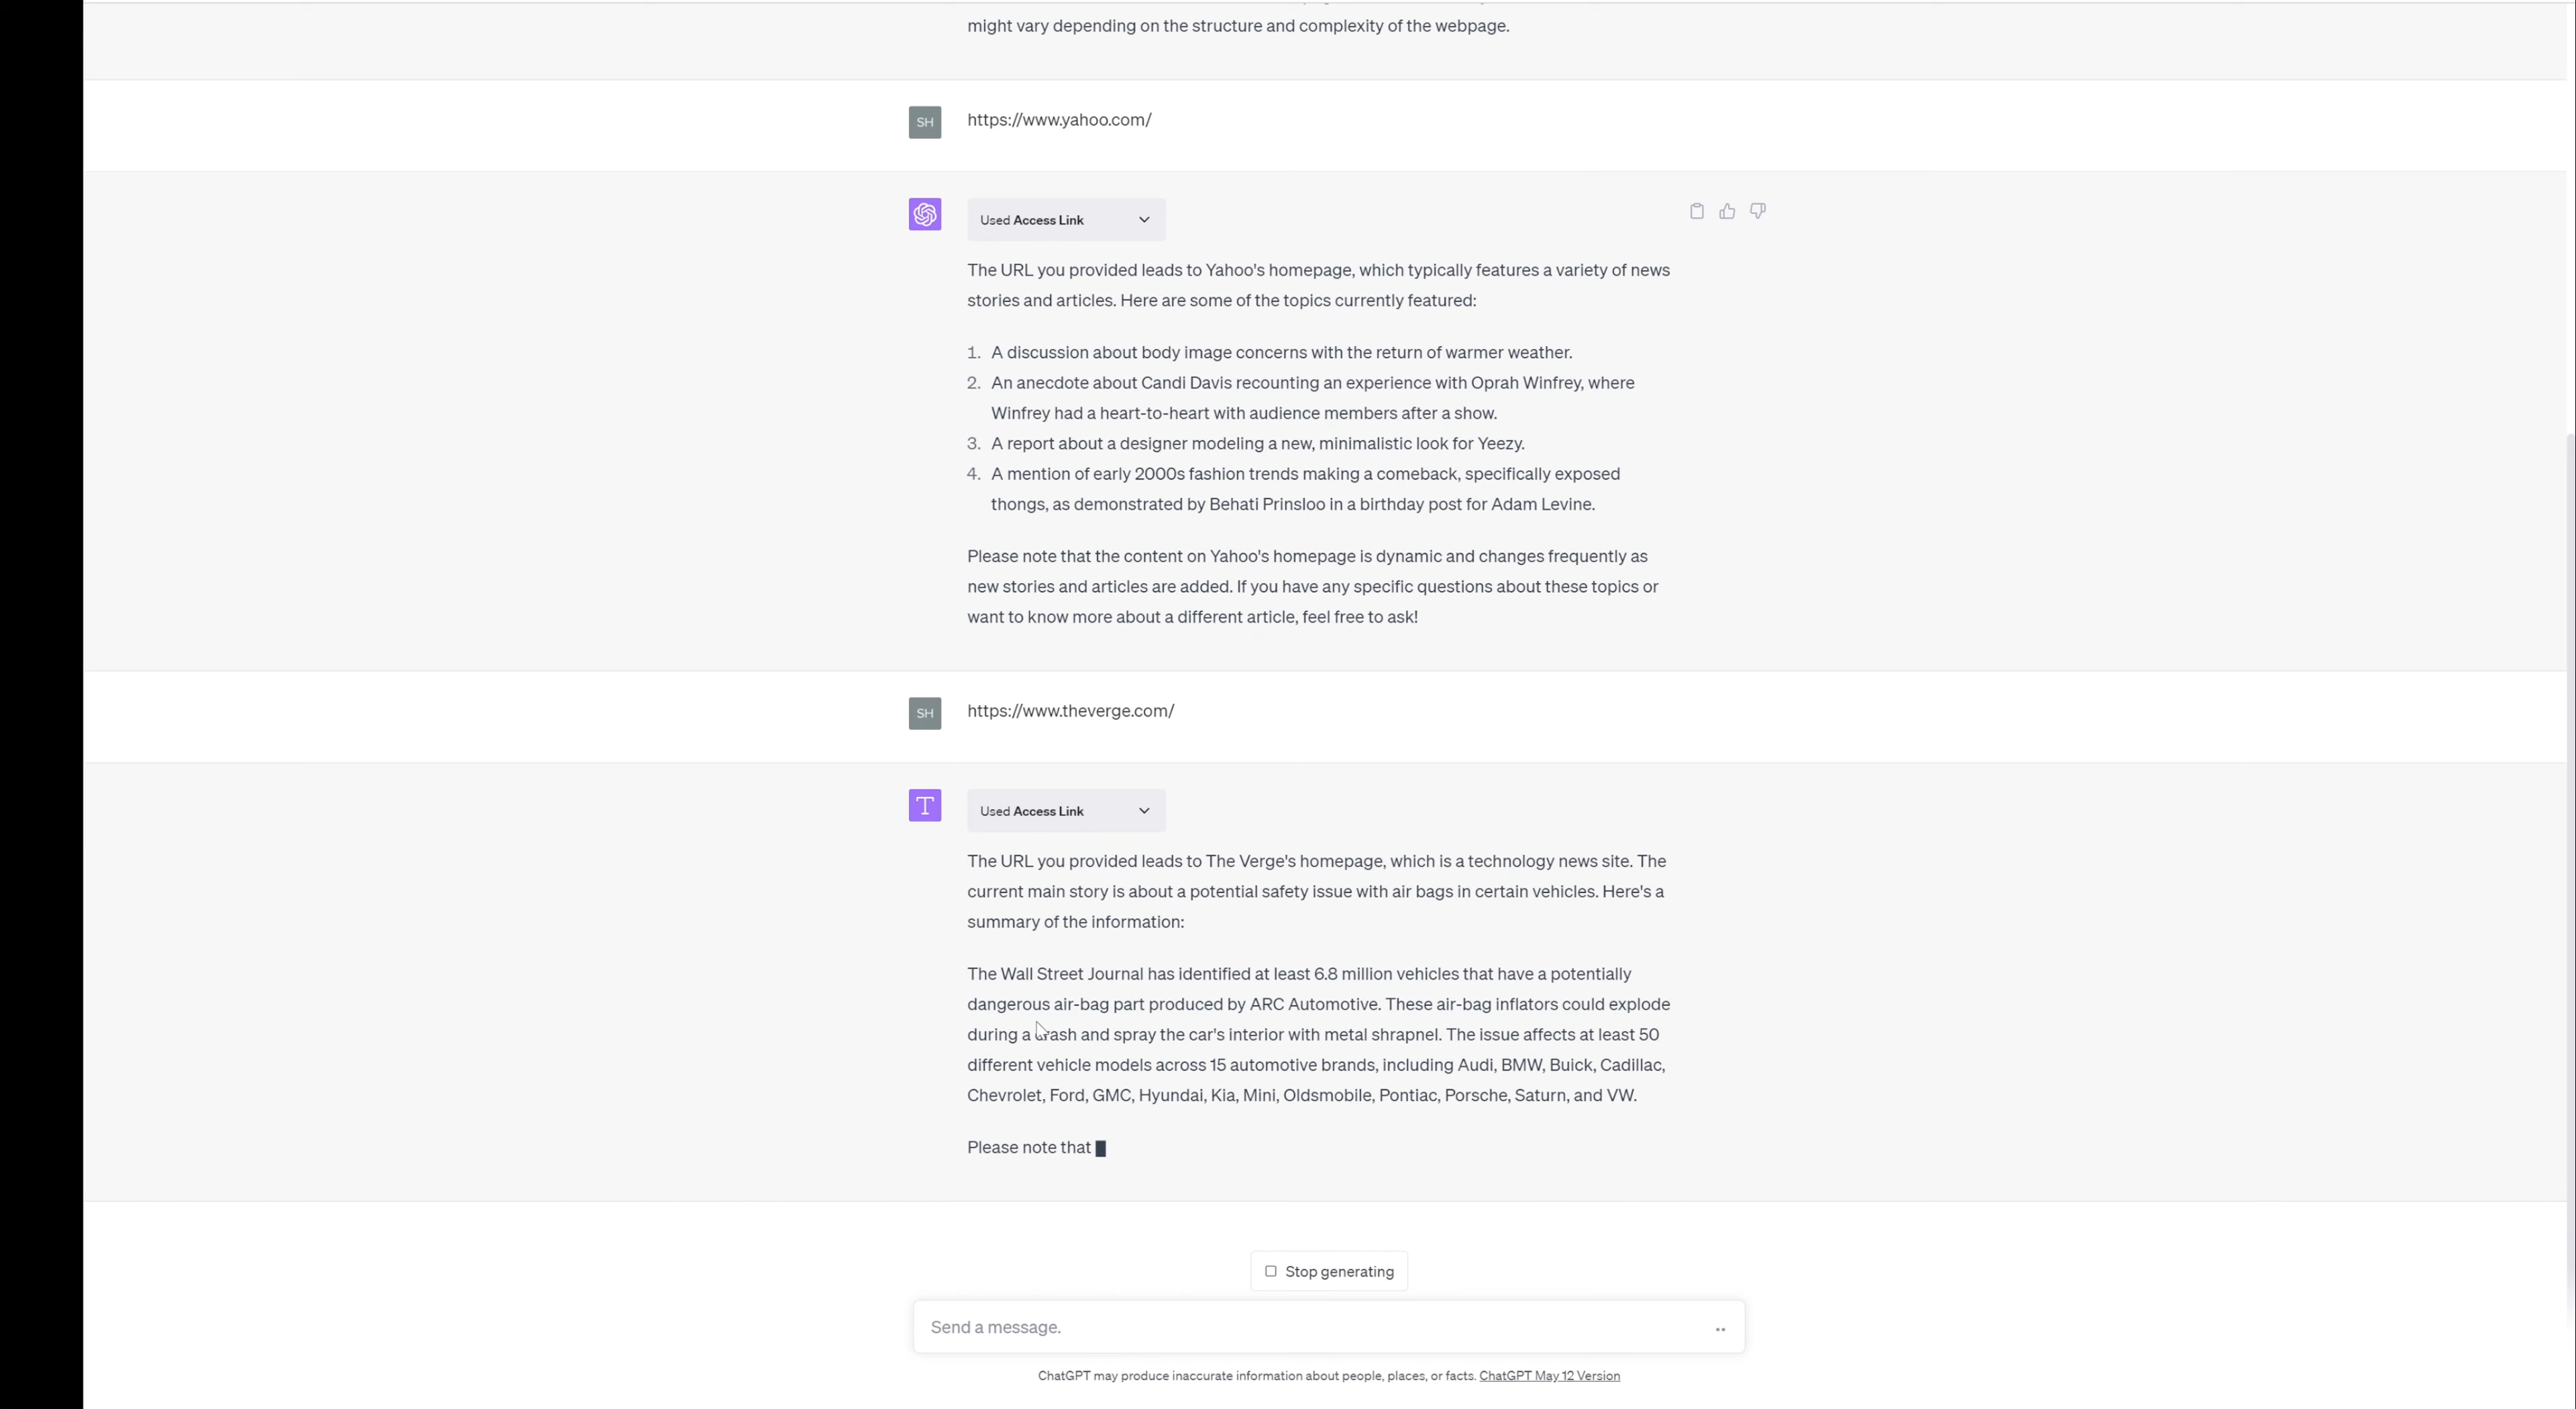 might vary depending on the structure and complexity of the webpage.
SH
https://www.yahoo.com/
Used Access Link
The URL you provided leads to Yahoo's homepage, which typically features a variety of news
stories and articles. Here are some of the topics currently featured:
1. A discussion about body image concerns with the return of warmer weather.
2. An anecdote about Candi Davis recounting an experience with Oprah Winfrey, where
Winfrey had a heart-to-heart with audience members after a show.
3. A report about a designer modeling a new, minimalistic look for Yeezy.
4. A mention of early 2000s fashion trends making a comeback, specifically exposed
thongs, as demonstrated by Behati Prinsloo in a birthday post for Adam Levine.
Please note that the content on Yahoo's homepage is dynamic and changes frequently as
new stories and articles are added. If you have any specific questions about these topics or
want to know more about a different article, feel free to ask!
SH
https://www.theverge.com/
T
Used Access Link
The URL you provided leads to The Verge's homepage, which is a technology news site. The
current main story is about a potential safety issue with air bags in certain vehicles. Here's a
summary of the information:
The Wall Street Journal has identified at least 6.8 million vehicles that have a potentially
dangerous air-bag part produced by ARC Automotive. These air-bag inflators could explode
during a crash and spray the car's interior with metal shrapnel. The issue affects at least 50
different vehicle models across 15 automotive brands, including Audi, BMW, Buick, Cadillac,
Chevrolet, Ford, GMC, Hyundai, Kia, Mini, Oldsmobile, Pontiac, Porsche, Saturn, and VW.
Please note that
Stop generating
Send a message.
ChatGPT may produce inaccurate information about people, places, or facts. ChatGPT May 12 Version